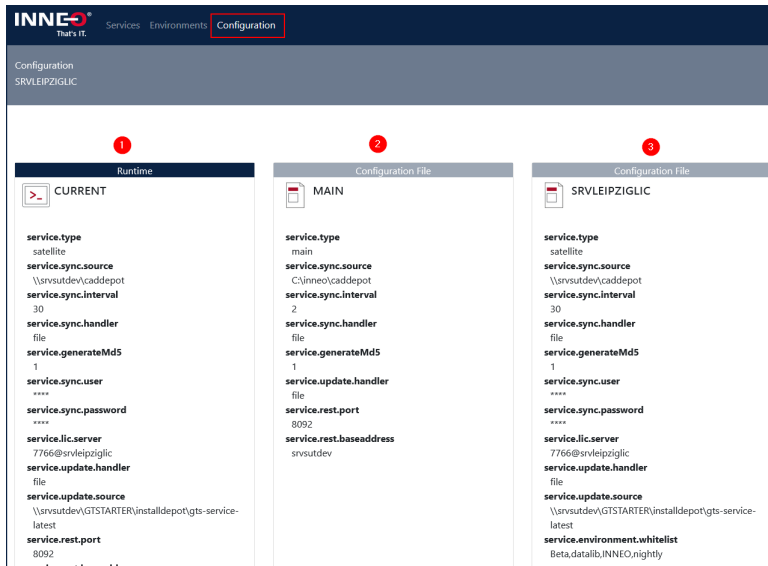 INNEO®
That's IT.
Services Environments Configuration
Configuration
SRVLEIPZIGLIC
1
2
3
Runtime
CURRENT
service.type
satellite
service.sync.source
\\srvsutdev\caddepot
service.sync.interval
30
service.sync.handler
file
service.generateMd5
1
service.sync.user
****
service.sync.password
****
service.lic.server
7766@srvleipziglic
service.update.handler
file
service.update.source
\\srvsutdev\GTSTARTER\installdepot\gts-service-
latest
service.rest.port
8092
Configuration File
MAIN
service.type
main
service.sync.source
C:\inneo\caddepot
service.sync.interval
2
service.sync.handler
file
service.generateMd5
1
service.update.handler
file
service.rest.port
8092
service.rest.baseaddress
srvsutdev
Configuration File
SRVLEIPZIGLIC
service.type
satellite
service.sync.source
\\srvsutdev\caddepot
service.sync.interval
30
service.sync.handler
file
service.generateMd5
1
service.sync.user
****
service.sync.password
****
service.lic.server
7766@srvleipziglic
service.update.handler
file
service.update.source
\\srvsutdev\GTSTARTER\installdepot\gts-service-
latest
service.environment.whitelist
Beta,datalib,INNEO,nightly